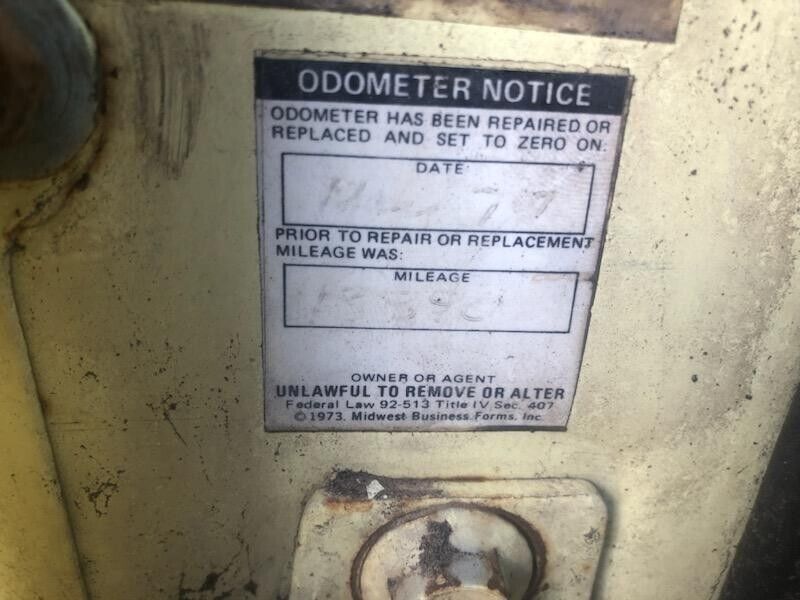 ODOMETER NOTICE
ODOMETER HAS BEEN REPAIRED OR
REPLACED AND SET TO ZERO ON:
DATE
PRIOR TO REPAIR OR REPLACEMENT
MILEAGE WAS:
MILEAGE
OWNER OR AGENT
UNLAWFUL TO REMOVE OR ALTER
Federal Law 92-513 Title IV Sec. 407
© 1973. Midwest Business Forms, Inc.